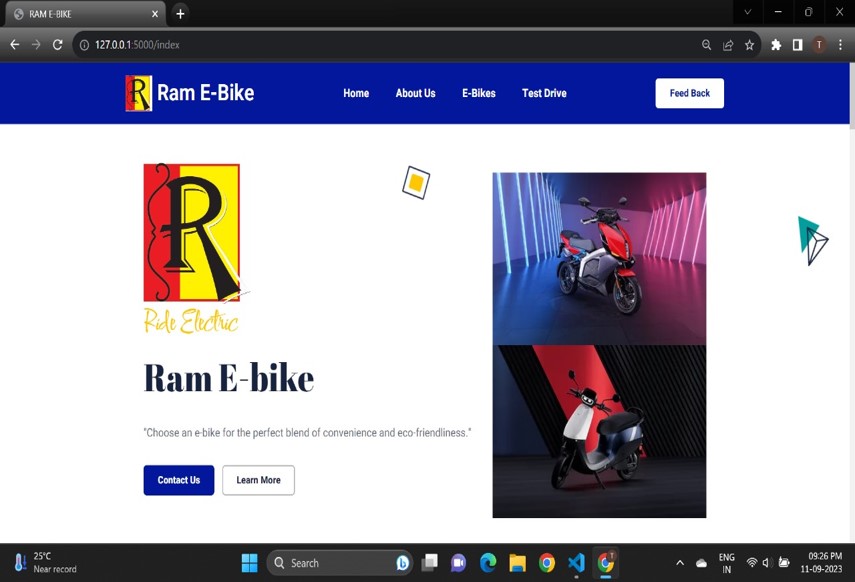 RAM E-BIKE
127.0.0.1:5000/index
T
R Ram E-Bike
Home About Us E-Bikes Test Drive Feed Back
R
Ride Electric
Ram E-bike
"Choose an e-bike for the perfect blend of convenience and eco-friendliness."
Contact Us Learn More
25°C
Near record
Search
T
ENG
IN
09:26 PM
11-09-2023